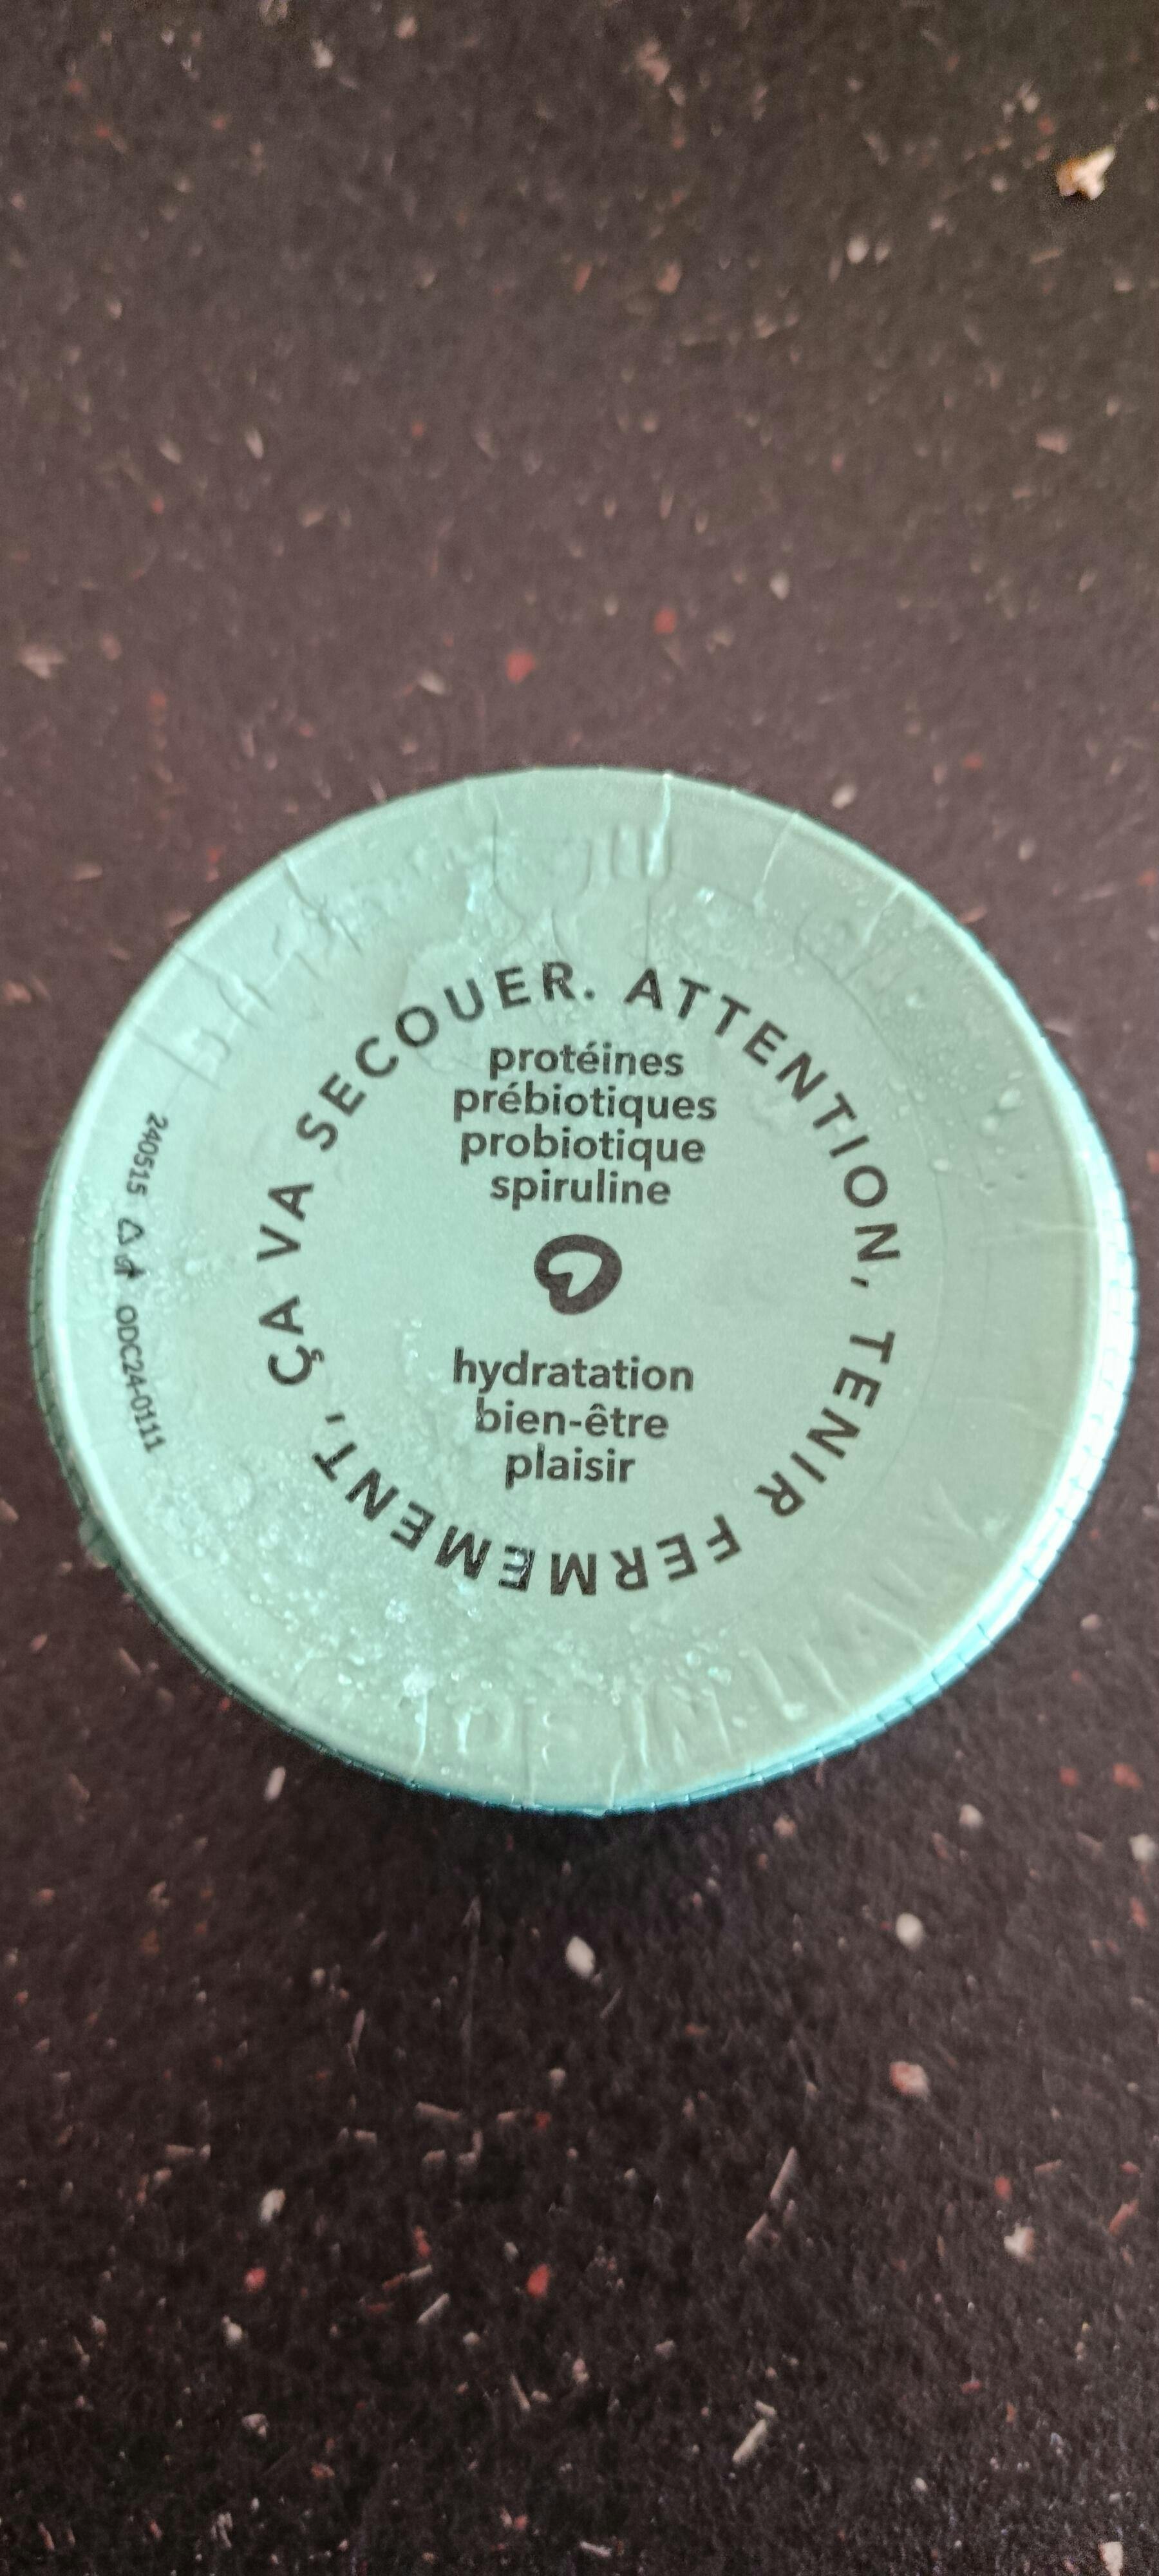 ATTENTION, TENIR FERMEMENT, ÇA VA SECOUER.
protéines
prébiotiques
probiotique
spiruline
hydratation
bien-être
plaisir
240515
ODC24-0111